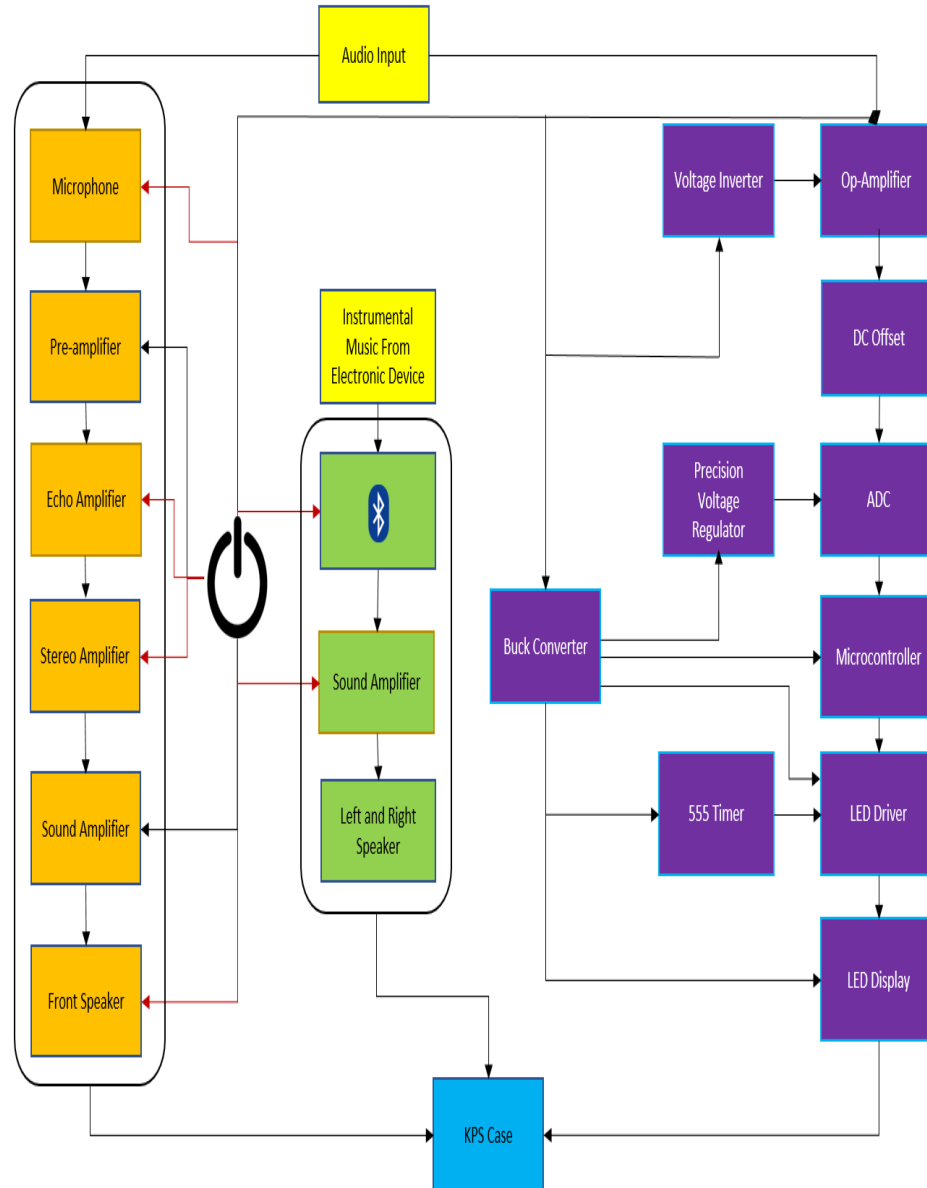 Audio Input
Microphone
Voltage Inverter
Op-Amplifier
Pre-amplifier
Instrumental
Music From
Electronic Device
DC Offset
Echo Amplifier
Precision
Voltage
Regulator
ADC
Stereo Amplifier
Sound Amplifier
Buck Converter
Microcontroller
Sound Amplifier
Left and Right
Speaker
555 Timer
LED Driver
Front Speaker
LED Display
KPS Case